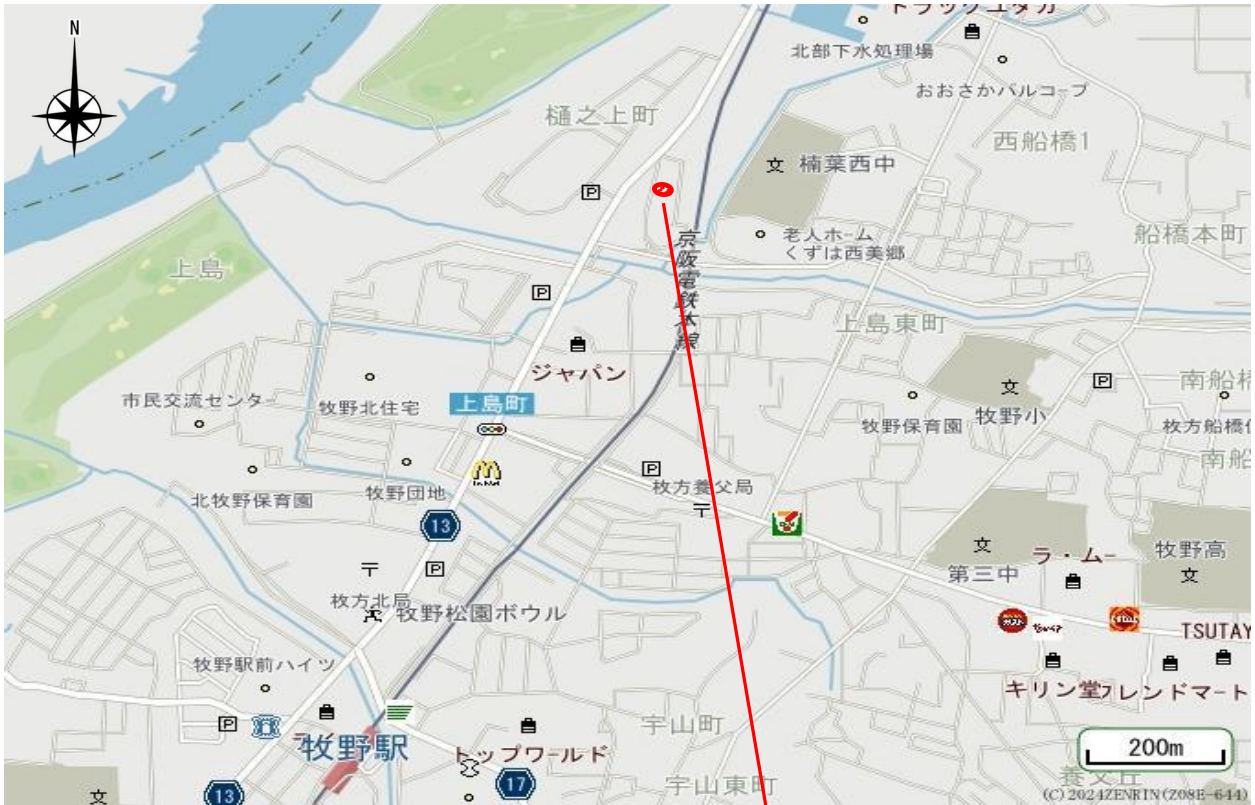 N
トラックユタカ
北部下水処理場
おおさかパルコープ
樋之上町
西船橋1
文
楠葉西中
P
船橋本町
京阪電鉄本線
老人ホーム
くずは西美郷
上島
P
上島東町
ジャパン
文
P
南船橋
市民交流センター
牧野北住宅
上島町
牧野保育園
牧野小
枚方船橋
南船
P
北牧野保育園
牧野団地
枚方養父局
〒
13
文
第三中
ラ・ムー
牧野高
文
〒
P
枚方北局
牧野松園ボウル
TSUTAY
牧野駅前ハイツ
キリン堂
フレンドマート
P
宇山町
牧野駅
トップワールド
200m
13
17
宇山東町
養父丘
文
(C)2024ZENRIN(Z08E-644)